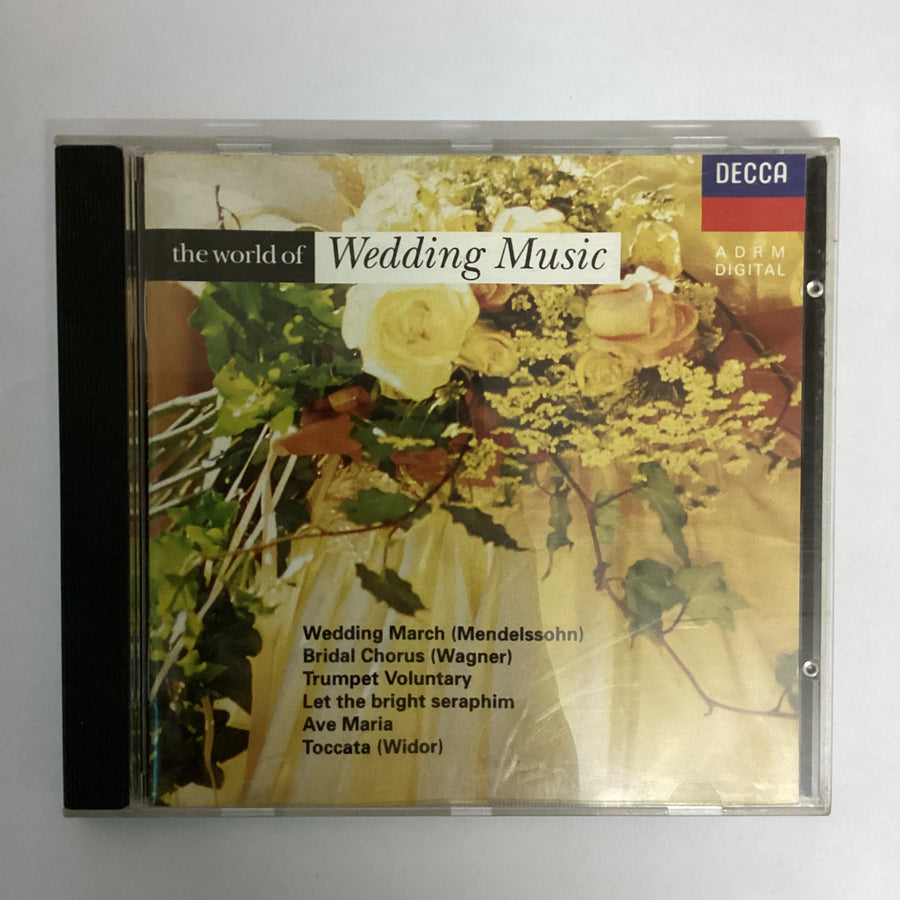 DECCA
the world of Wedding Music
A D R M
DIGITAL
Wedding March (Mendelssohn)
Bridal Chorus (Wagner)
Trumpet Voluntary
Let the bright seraphim
Ave Maria
Toccata (Widor)